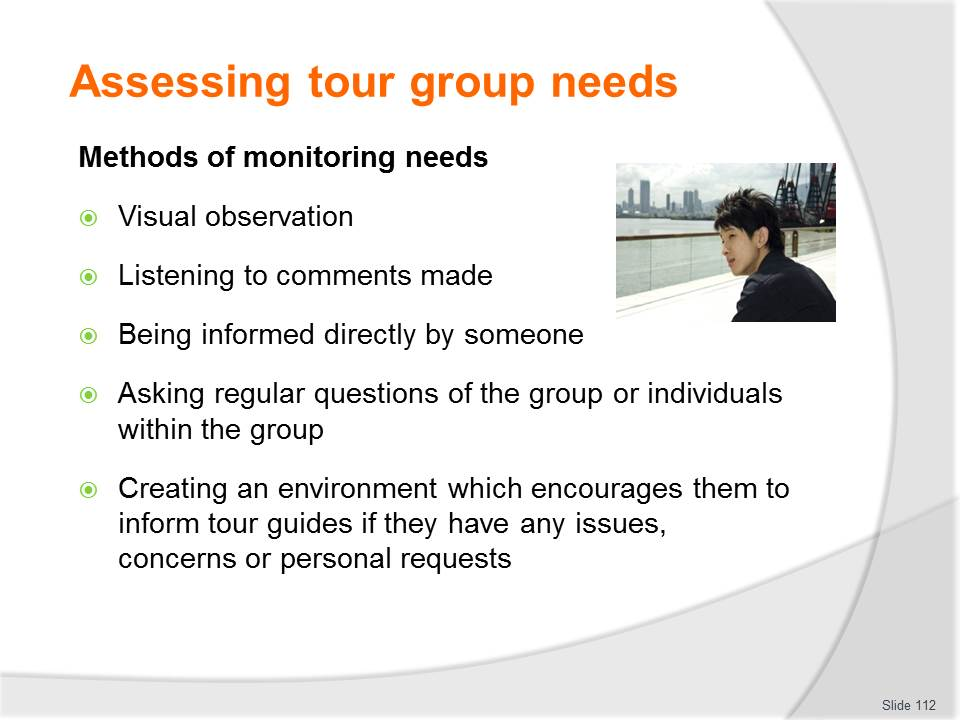 Assessing tour group needs
Methods of monitoring needs
Visual observation
Listening to comments made
Being informed directly by someone
Asking regular questions of the group or individuals
within the group
Creating an environment which encourages them to
inform tour guides if they have any issues,
concerns or personal requests
Slide 112